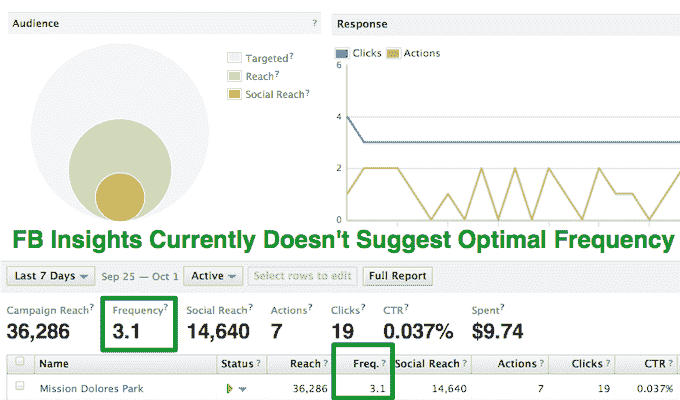 Audience ?
Response
Targeted?
Reach?
Social Reach?
Clicks Actions
6
4
2
0
FB Insights Currently Doesn't Suggest Optimal Frequency
Last 7 Days Sep 25 — Oct 1 Active Select rows to edit Full Report
Campaign Reach? Frequency? Social Reach? Actions? Clicks? CTR? Spent?
36,286 3.1 14,640 7 19 0.037% $9.74
Name Status ? Reach ? Freq. ? Social Reach ? Actions ? Clicks ? CTR ?
Mission Dolores Park 36,286 3.1 14,640 7 19 0.037%